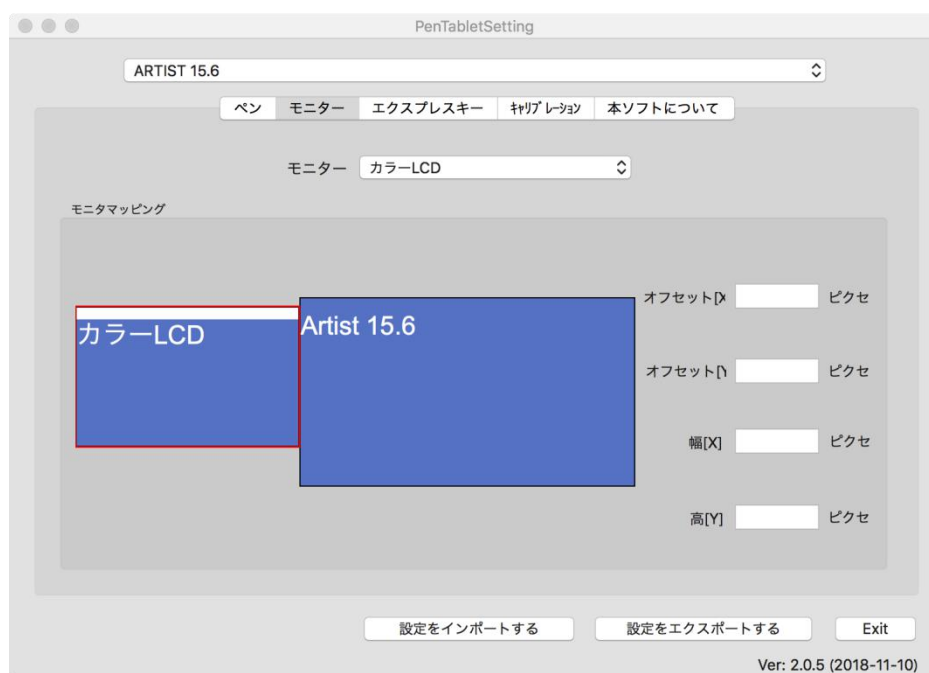 PenTabletSetting
ARTIST 15.6
ペン モニター エクスプレスキー ｷｬﾘﾌﾞﾚｰｼｮﾝ 本ソフトについて
モニター カラーLCD
モニタマッピング
オフセット[X ピクセ
カラーLCD
Artist 15.6
オフセット[Y ピクセ
幅[X] ピクセ
高[Y] ピクセ
設定をインポートする 設定をエクスポートする Exit
Ver: 2.0.5 (2018-11-10)